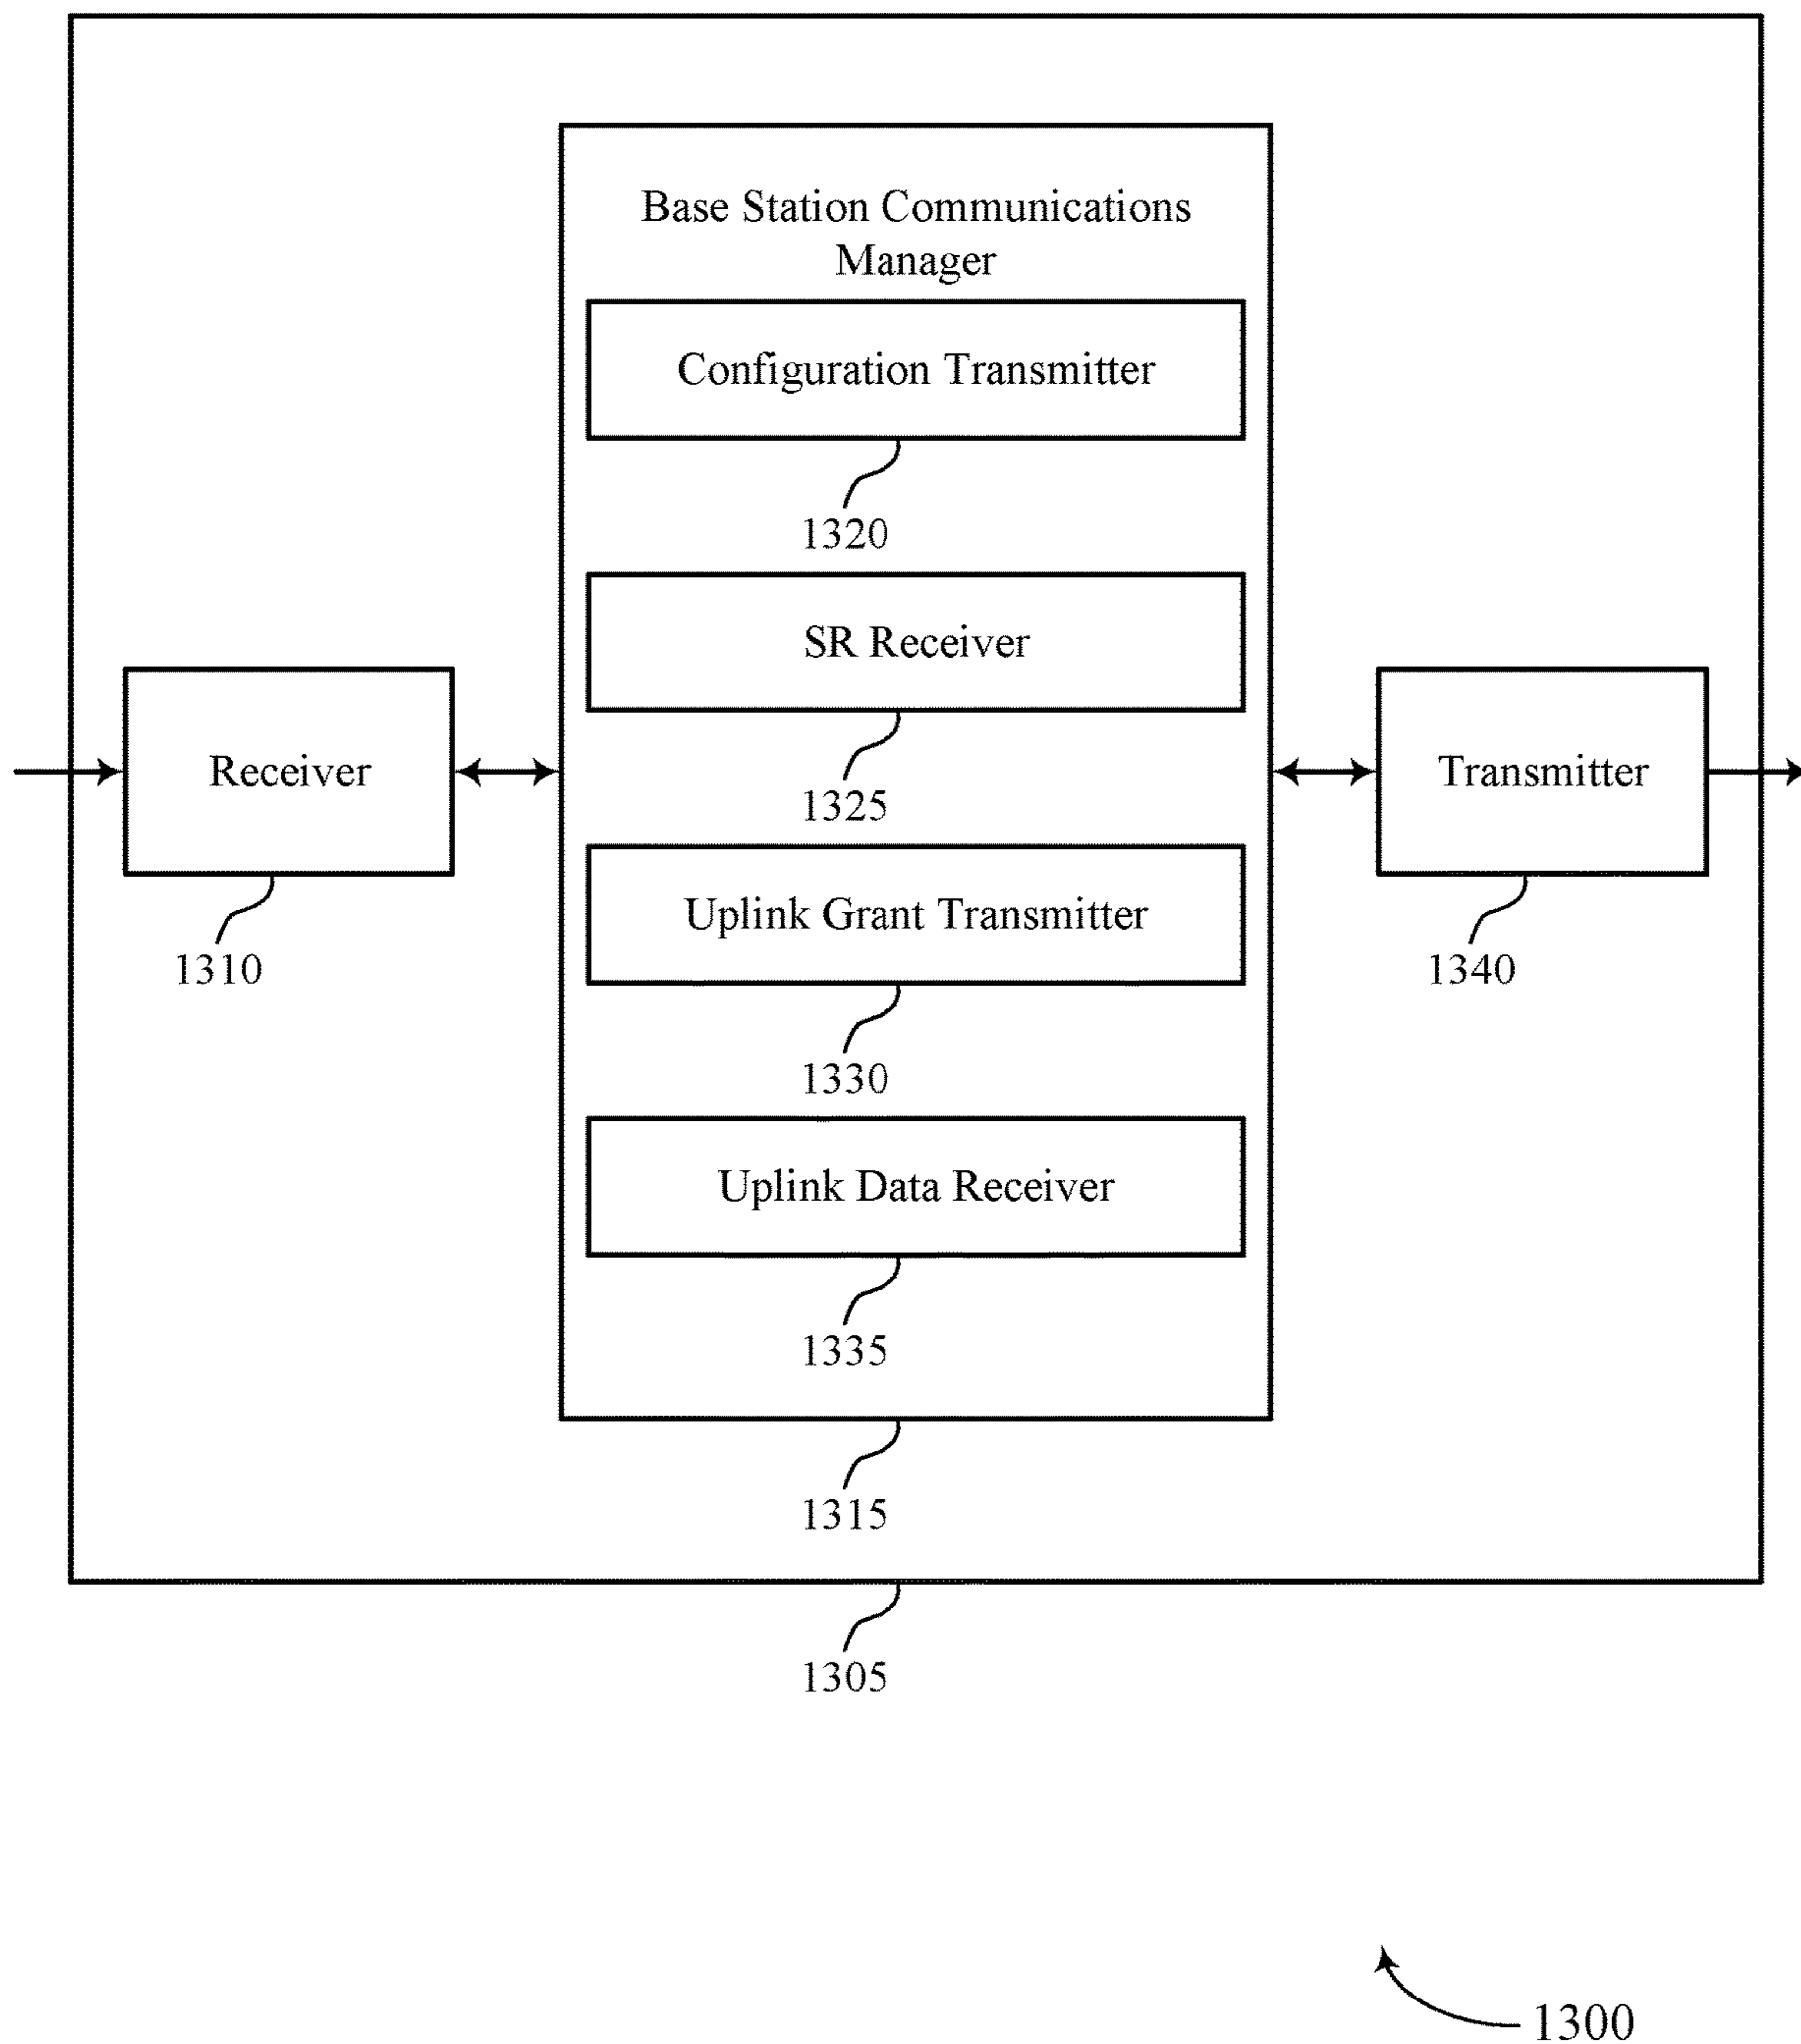 Base Station Communications
Manager
Configuration Transmitter
1320
SR Receiver
1325
Receiver
1310
Transmitter
1340
Uplink Grant Transmitter
1330
Uplink Data Receiver
1335
1315
1305
1300